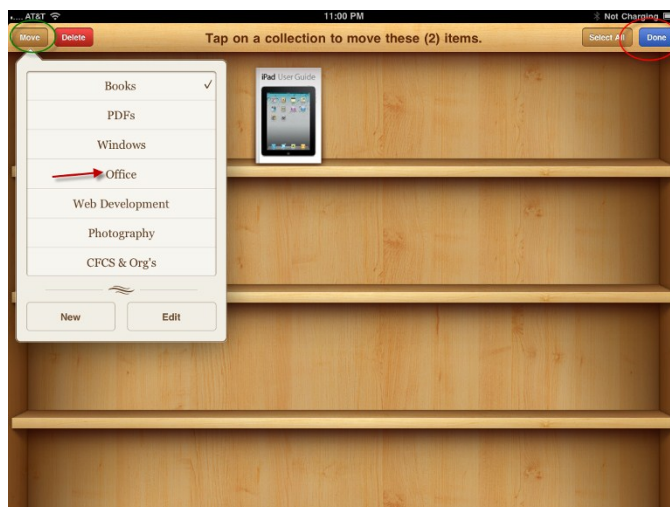 AT&T 11:00 PM Not Charging
Move Delete Tap on a collection to move these (2) items. Select All Done
Books
PDFs
Windows
Office
Web Development
Photography
CFCS & Org's
New Edit
iPad User Guide